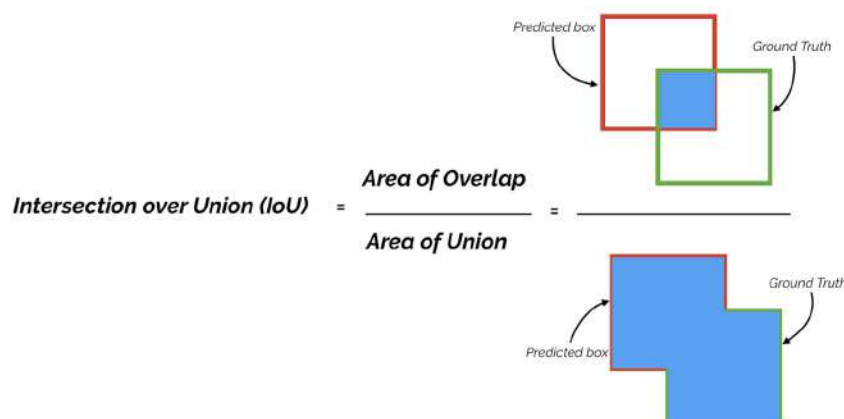 Predicted box
Ground Truth
Intersection over Union (IoU) = Area of Overlap =
Area of Union
Ground Truth
Predicted box